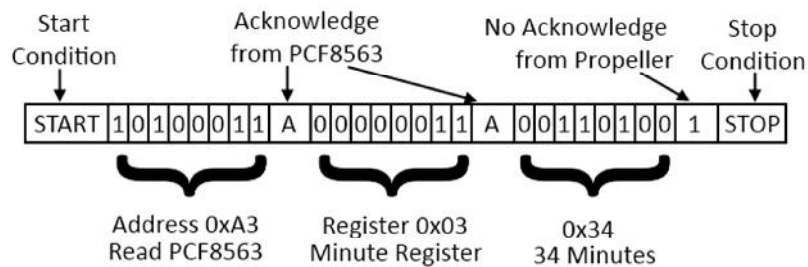 Start
Condition
Acknowledge
from PCF8563
No Acknowledge
from Propeller
Stop
Condition
START 1 0 1 0 0 0 1 1 A 0 0 0 0 0 0 1 1 A 0 0 1 1 0 1 0 0 1 STOP
Address 0xA3
Read PCF8563
Register 0x03
Minute Register
0x34
34 Minutes